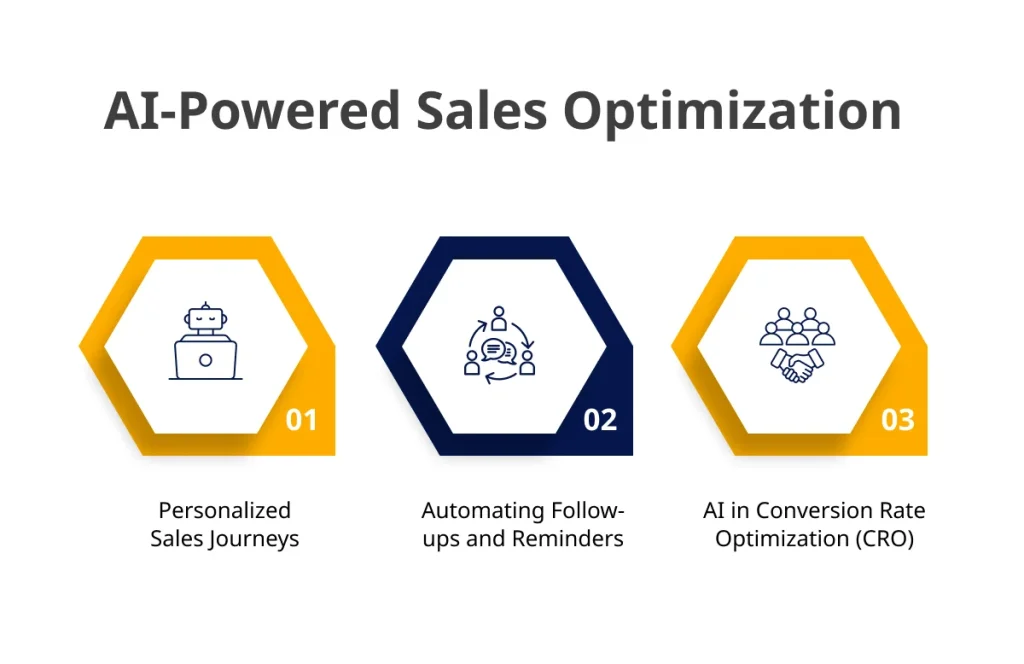 AI-Powered Sales Optimization
01
02
03
Personalized
Sales Journeys
Automating Follow-
ups and Reminders
AI in Conversion Rate
Optimization (CRO)